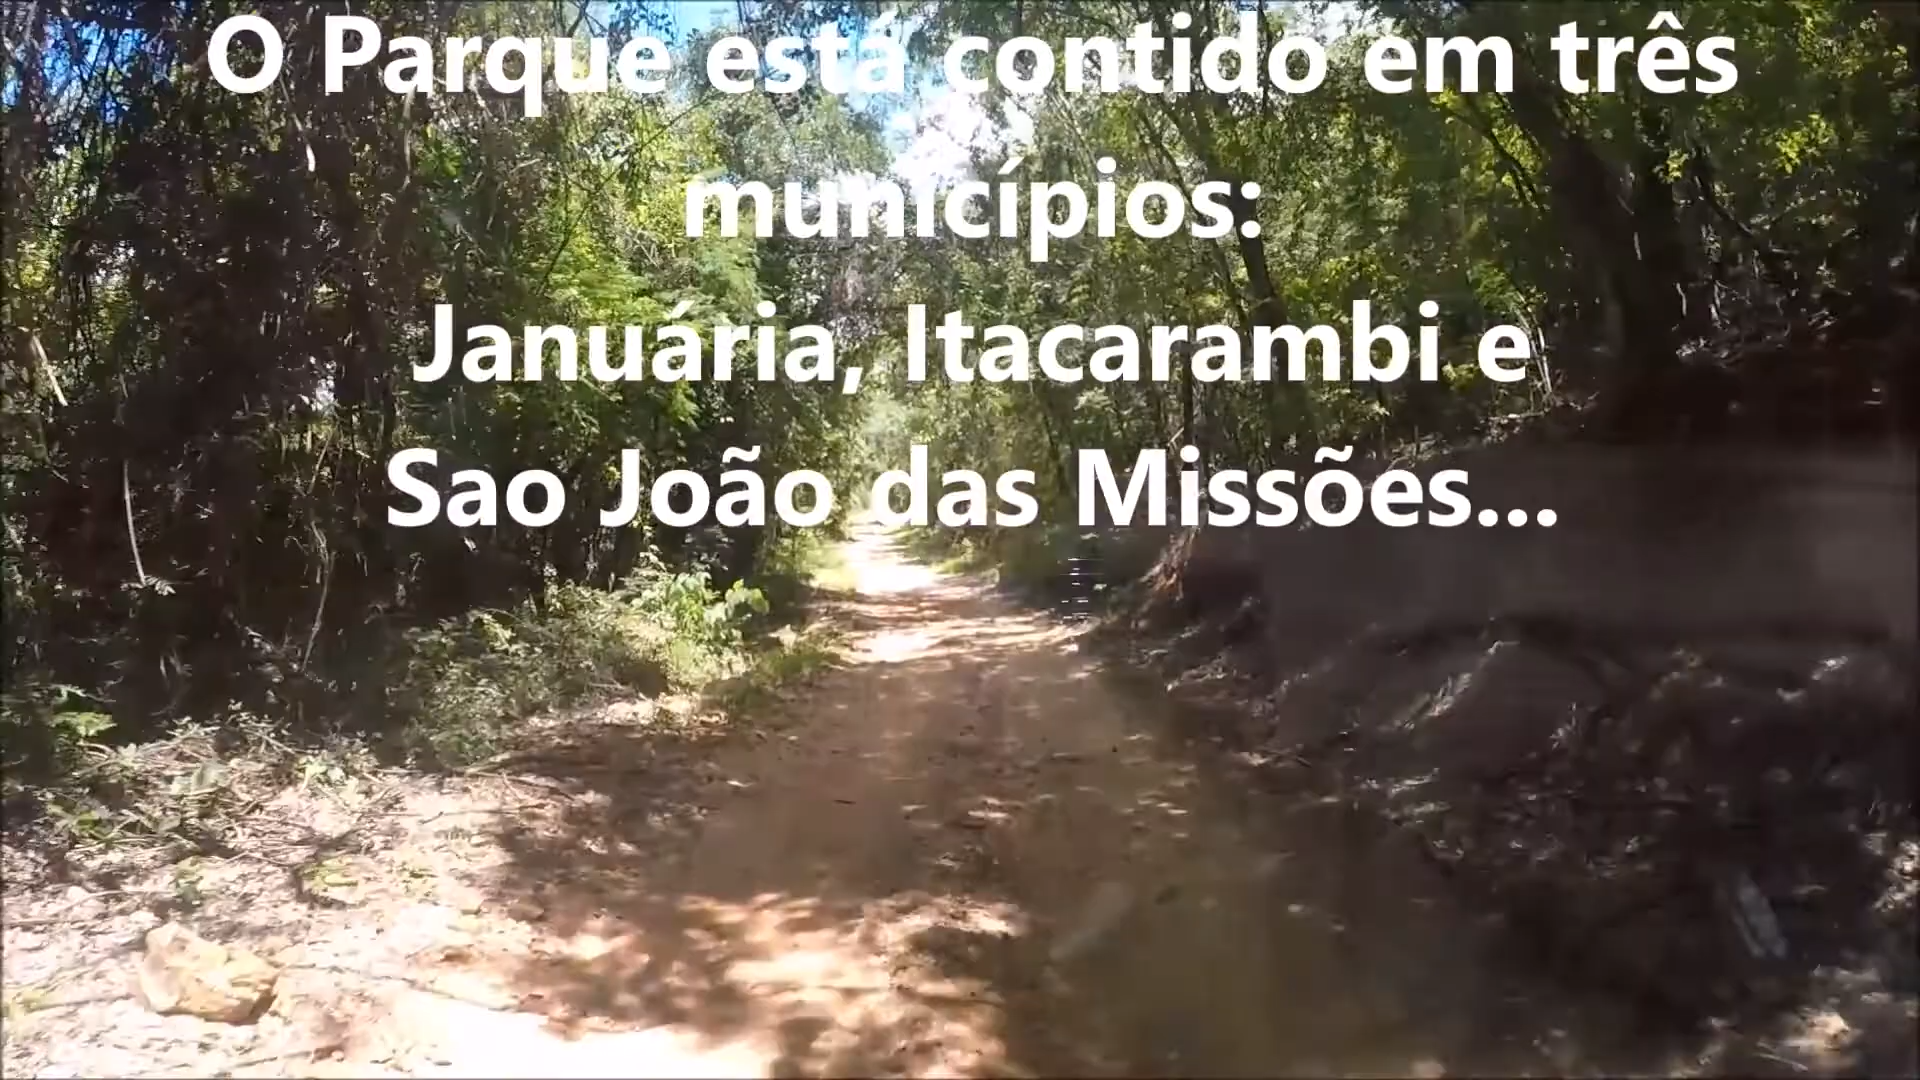 O Parque está contido em três
municípios:
Januária, Itacarambi e
Sao João das Missões...